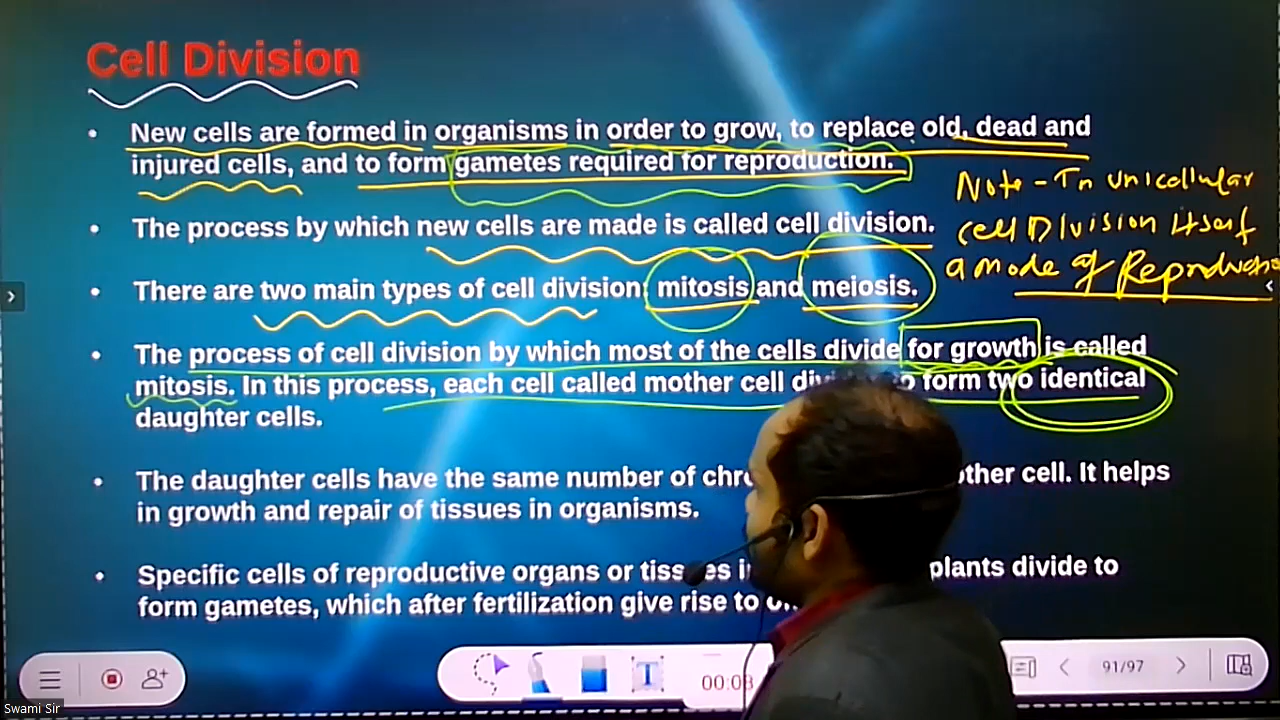 Cell Division
• New cells are formed in organisms in order to grow, to replace old, dead and
injured cells, and to form gametes required for reproduction.
Note - In unicellular
cell Division Itself
a mode of Reproduction
• The process by which new cells are made is called cell division.
• There are two main types of cell division: mitosis and meiosis.
• The process of cell division by which most of the cells divide for growth is called
mitosis. In this process, each cell called mother cell form two identical
daughter cells.
• The daughter cells have the same number of cell. It helps
in growth and repair of tissues in organisms.
• Specific cells of reproductive organs or plants divide to
form gametes, which after fertilization give rise to
00:03
91/97
Swami Sir